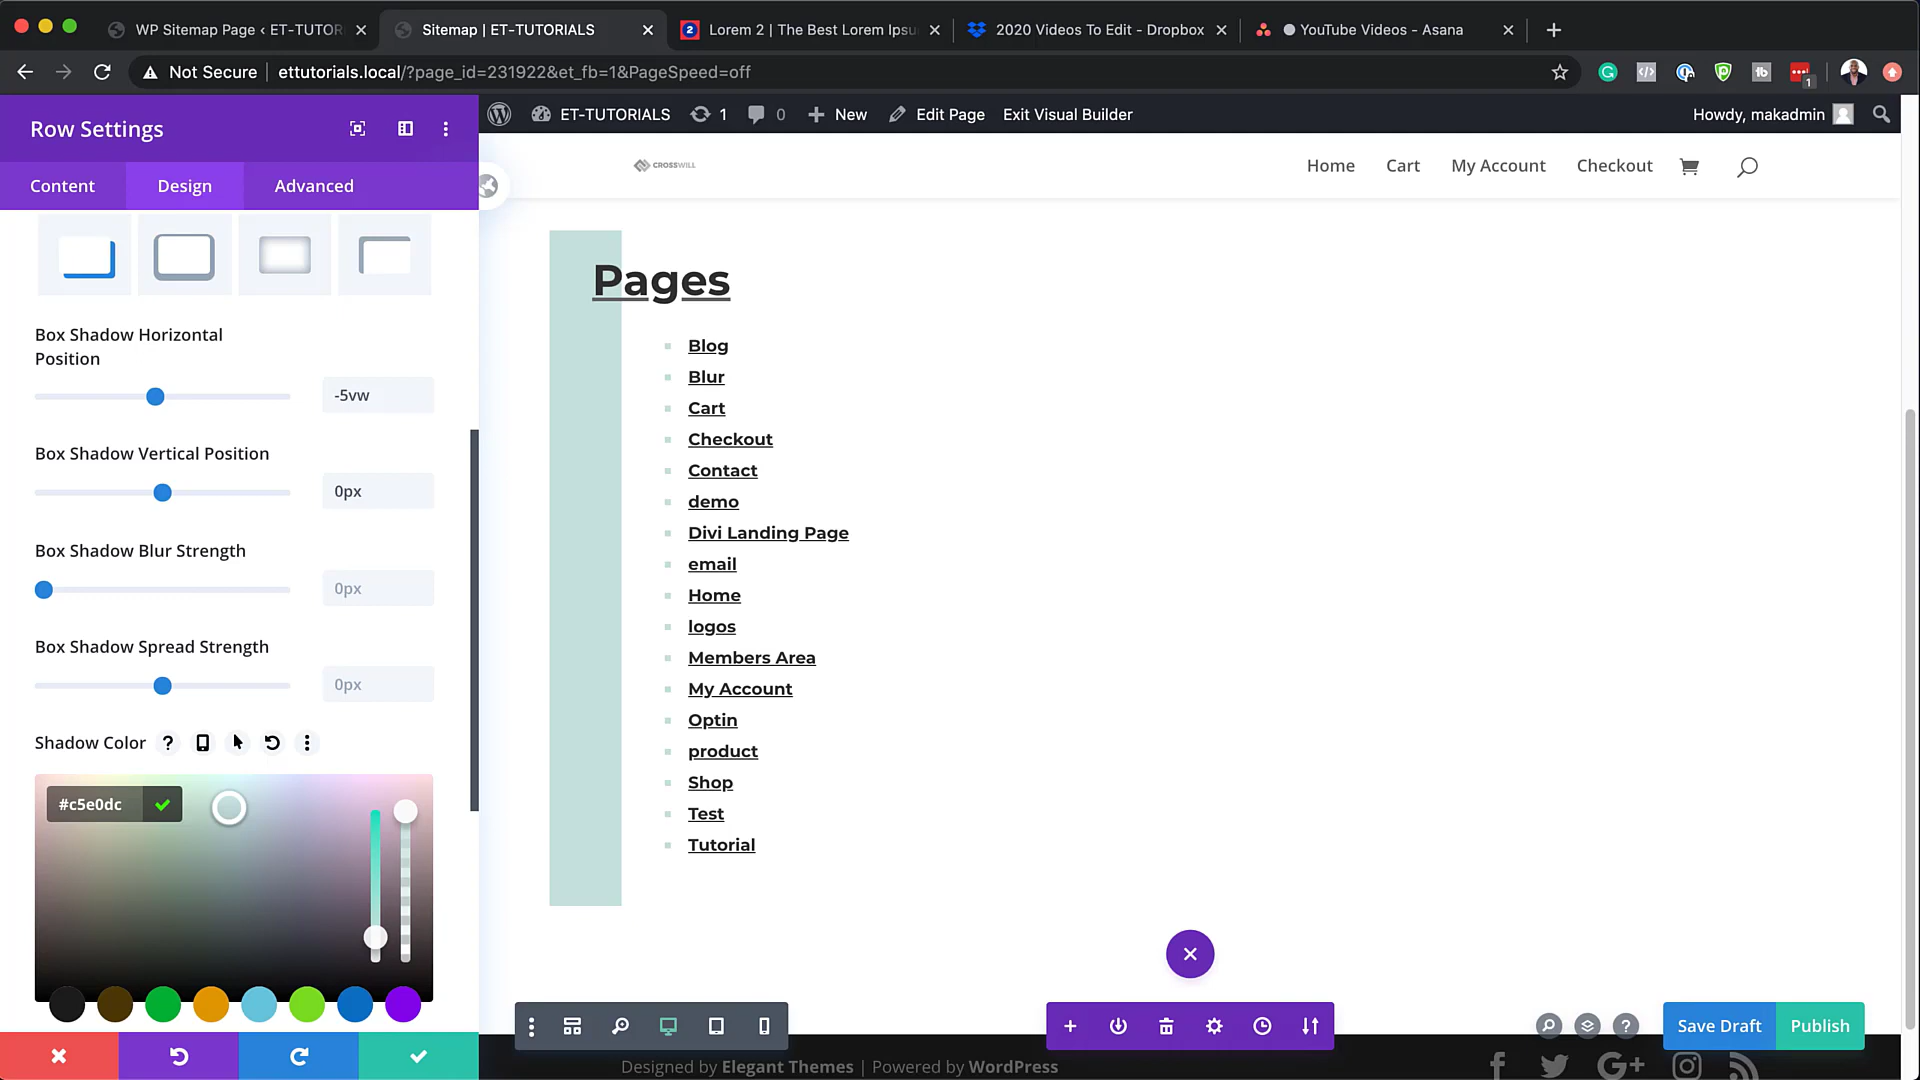 WP Sitemap Page ‹ ET-TUTOR
Sitemap | ET-TUTORIALS
2
Lorem 2 | The Best Lorem Ipsu
2020 Videos To Edit - Dropbox
YouTube Videos - Asana
Not Secure
ettutorials.local/?page_id=231922&et_fb=1&PageSpeed=off
1
Row Settings
ET-TUTORIALS
1
0
New
Edit Page
Exit Visual Builder
Howdy, makadmin
Content
Design
Advanced
CROSSWILL
Home
Cart
My Account
Checkout
Box Shadow Horizontal
Position
-5vw
Box Shadow Vertical Position
0px
Box Shadow Blur Strength
0px
Box Shadow Spread Strength
0px
Shadow Color
?
#c5e0dc
Pages
Blog
Blur
Cart
Checkout
Contact
demo
Divi Landing Page
email
Home
logos
Members Area
My Account
Optin
product
Shop
Test
Tutorial
?
Save Draft
Publish
Designed by Elegant Themes | Powered by WordPress